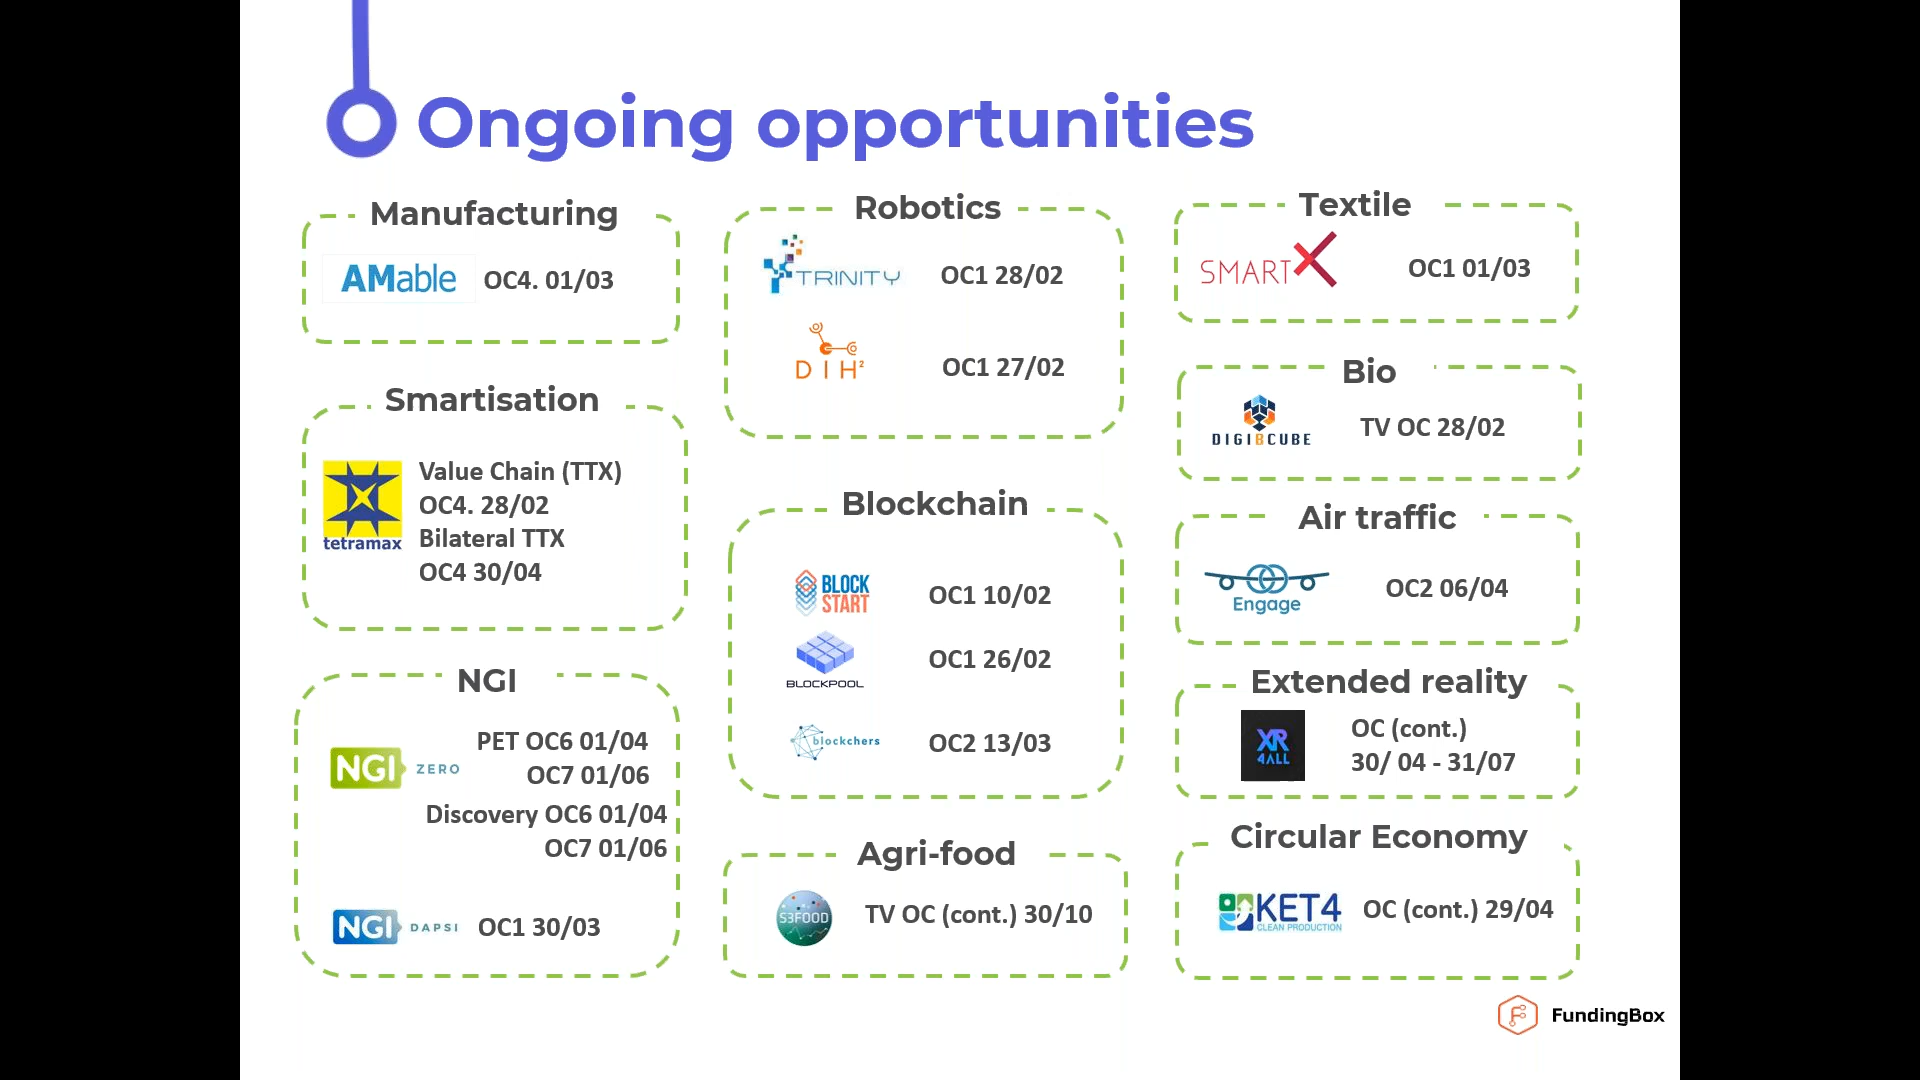 Ongoing opportunities
Manufacturing
AMable
OC4. 01/03
Smartisation
tetramax
Value Chain (TTX)
OC4. 28/02
Bilateral TTX
OC4 30/04
NGI
NGI ZERO
PET OC6 01/04
OC7 01/06
Discovery OC6 01/04
OC7 01/06
NGI DAPSI
OC1 30/03
Robotics
TRINITY
OC1 28/02
DIH²
OC1 27/02
Blockchain
BLOCK
START
OC1 10/02
BLOCKPOOL
OC1 26/02
blockchers
OC2 13/03
Agri-food
S3FOOD
TV OC (cont.) 30/10
Textile
SMARTX
OC1 01/03
Bio
DIGIBCUBE
TV OC 28/02
Air traffic
Engage
OC2 06/04
Extended reality
XR
4ALL
OC (cont.)
30/ 04 - 31/07
Circular Economy
KET4
CLEAN PRODUCTION
OC (cont.) 29/04
FundingBox